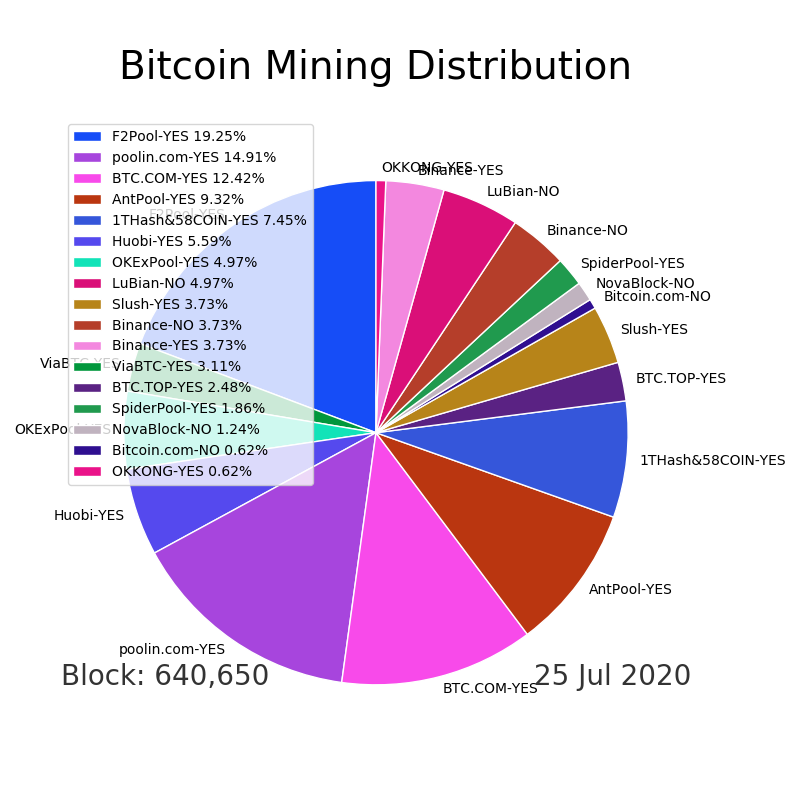 Bitcoin Mining Distribution
F2Pool-YES 19.25%
poolin.com-YES 14.91%
BTC.COM-YES 12.42%
AntPool-YES 9.32%
1THash&58COIN-YES 7.45%
Huobi-YES 5.59%
OKExPool-YES 4.97%
LuBian-NO 4.97%
Slush-YES 3.73%
Binance-NO 3.73%
Binance-YES 3.73%
ViaBTC-YES 3.11%
BTC.TOP-YES 2.48%
SpiderPool-YES 1.86%
NovaBlock-NO 1.24%
Bitcoin.com-NO 0.62%
OKKONG-YES 0.62%
OKKONG-YES
Binance-YES
LuBian-NO
Binance-NO
SpiderPool-YES
NovaBlock-NO
Bitcoin.com-NO
Slush-YES
BTC.TOP-YES
1THash&58COIN-YES
AntPool-YES
BTC.COM-YES
poolin.com-YES
Huobi-YES
OKExPool-YES
ViaBTC-YES
F2Pool-YES
Block: 640,650
25 Jul 2020